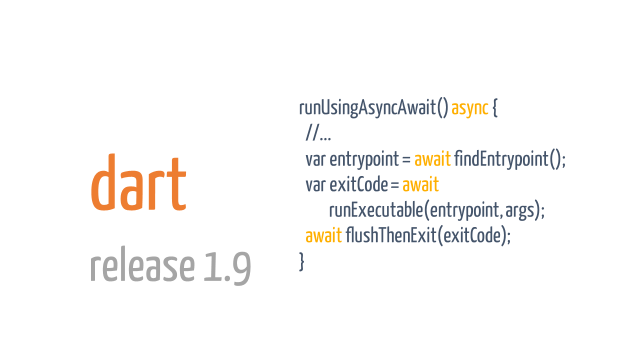 dart
release 1.9
runUsingAsyncAwait() async {
//...
var entrypoint = await findEntrypoint();
var exitCode = await
runExecutable(entrypoint, args);
await flushThenExit(exitCode);
}